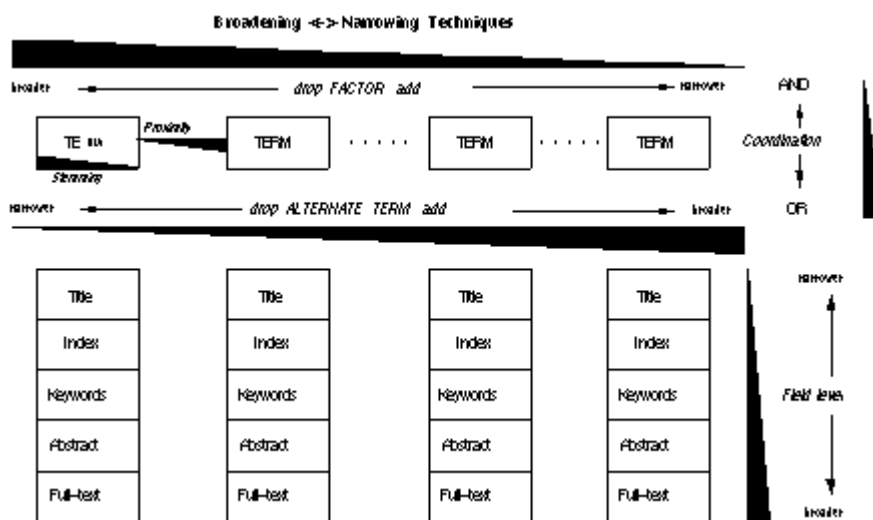 Broadening <-> Narrowing Techniques
broader drop FACTOR add narrower AND
Proximity
TERM TERM . . . . . TERM . . . . . TERM Coordination
Stemming
narrower drop ALTERNATE TERM add broader OR
narrower
Title Title Title Title
Index Index Index Index
Keywords Keywords Keywords Keywords
Field level
Abstract Abstract Abstract Abstract
Full-text Full-text Full-text Full-text
broader